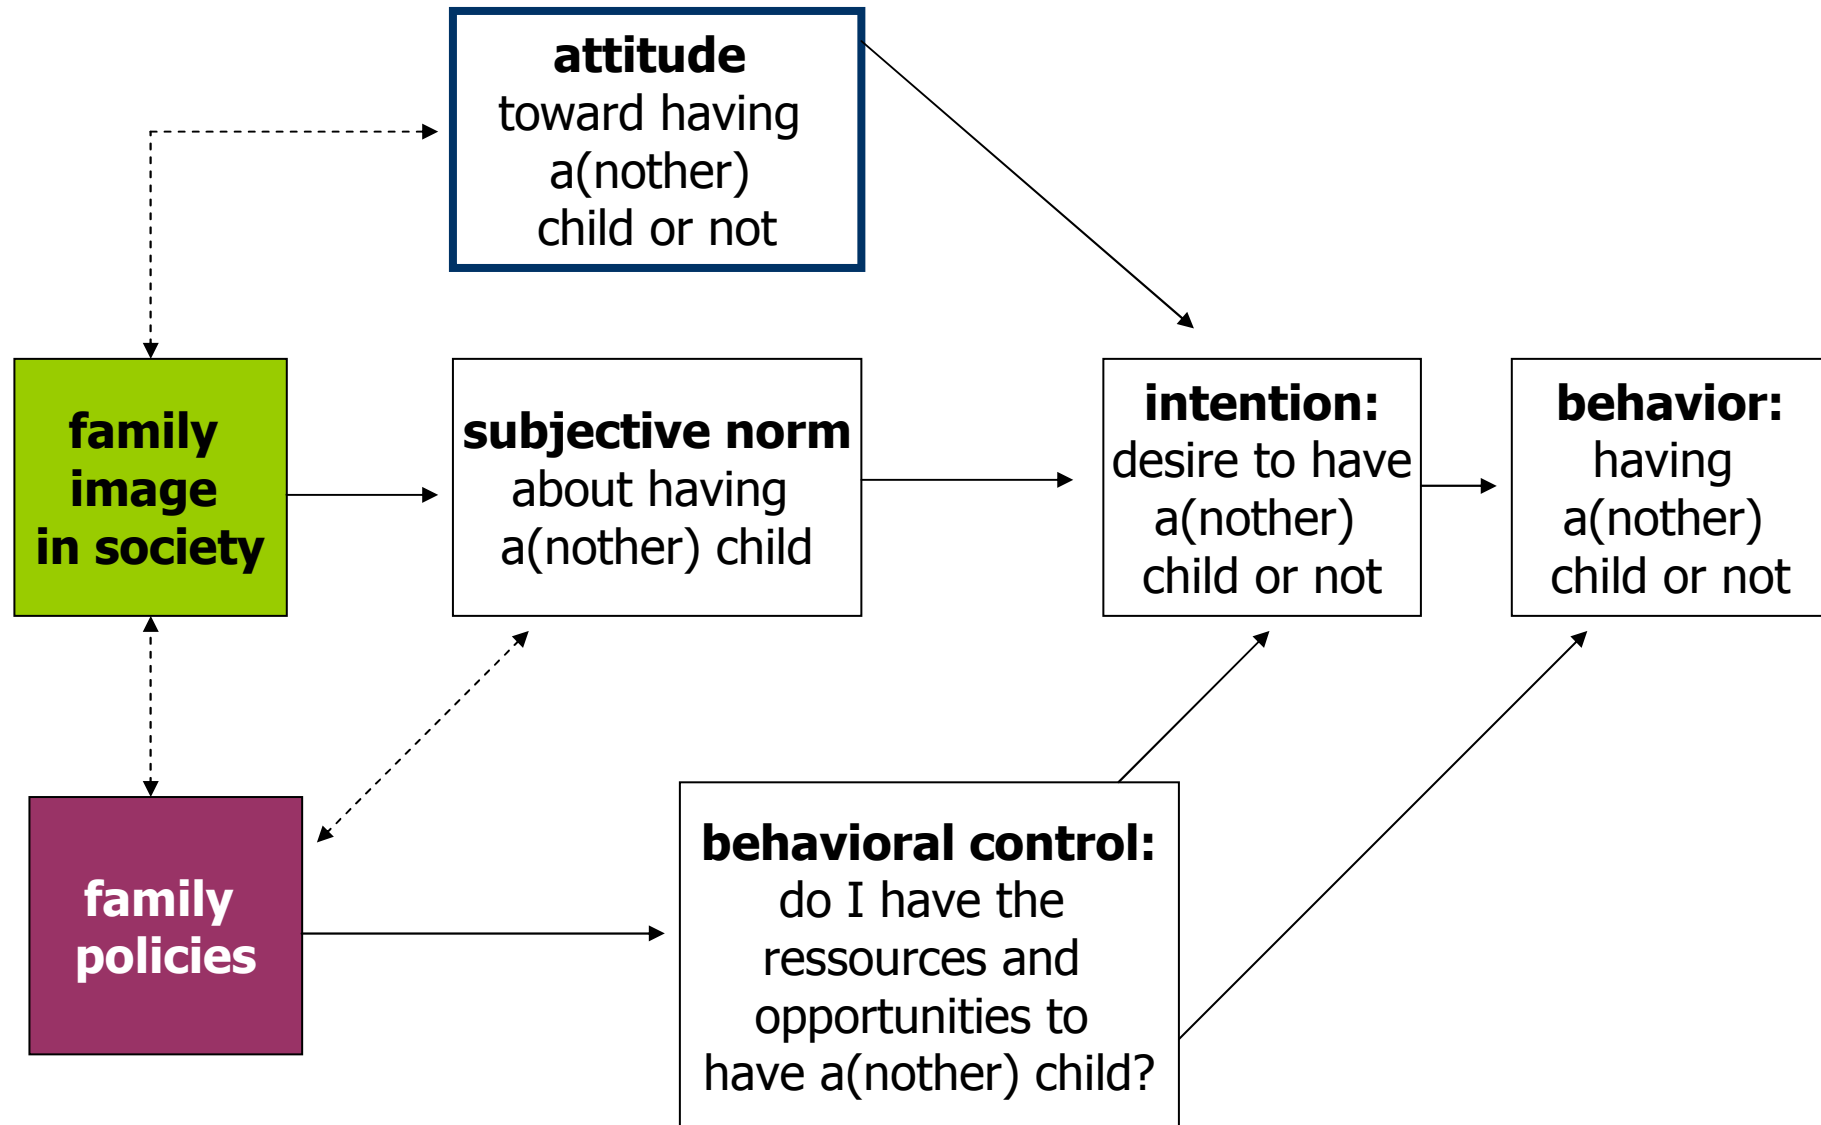 attitude
toward having
a(nother)
child or not
family
image
in society
subjective norm
about having
a(nother) child
intention:
desire to have
a(nother)
child or not
behavior:
having
a(nother)
child or not
family
policies
behavioral control:
do I have the
ressources and
opportunities to
have a(nother) child?